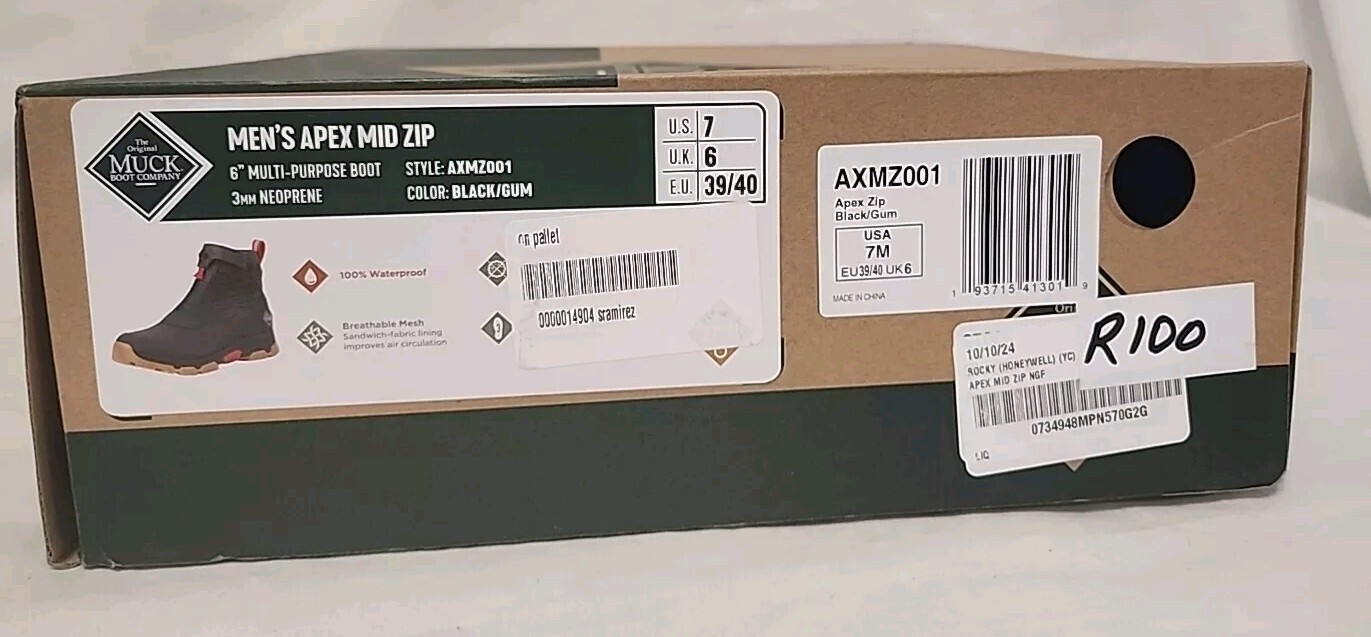 The
Original
MUCK
BOOT COMPANY
MEN'S APEX MID ZIP
6" MULTI-PURPOSE BOOT
3MM NEOPRENE
STYLE: AXMZ001
COLOR: BLACK/GUM
U.S. 7
U.K. 6
E.U. 39/40
100% Waterproof
Breathable Mesh
Sandwich-fabric lining
improves air circulation
3
on pallet
0000014904 sramirez
AXMZ001
Apex Zip
Black/Gum
USA
7M
EU39/40 UK6
MADE IN CHINA
1 93715 41301 9
Ori
R100
10/10/24
ROCKY (HONEYWELL) (YC)
APEX MID ZIP NGF
0734948MPN570G2G
LIQ